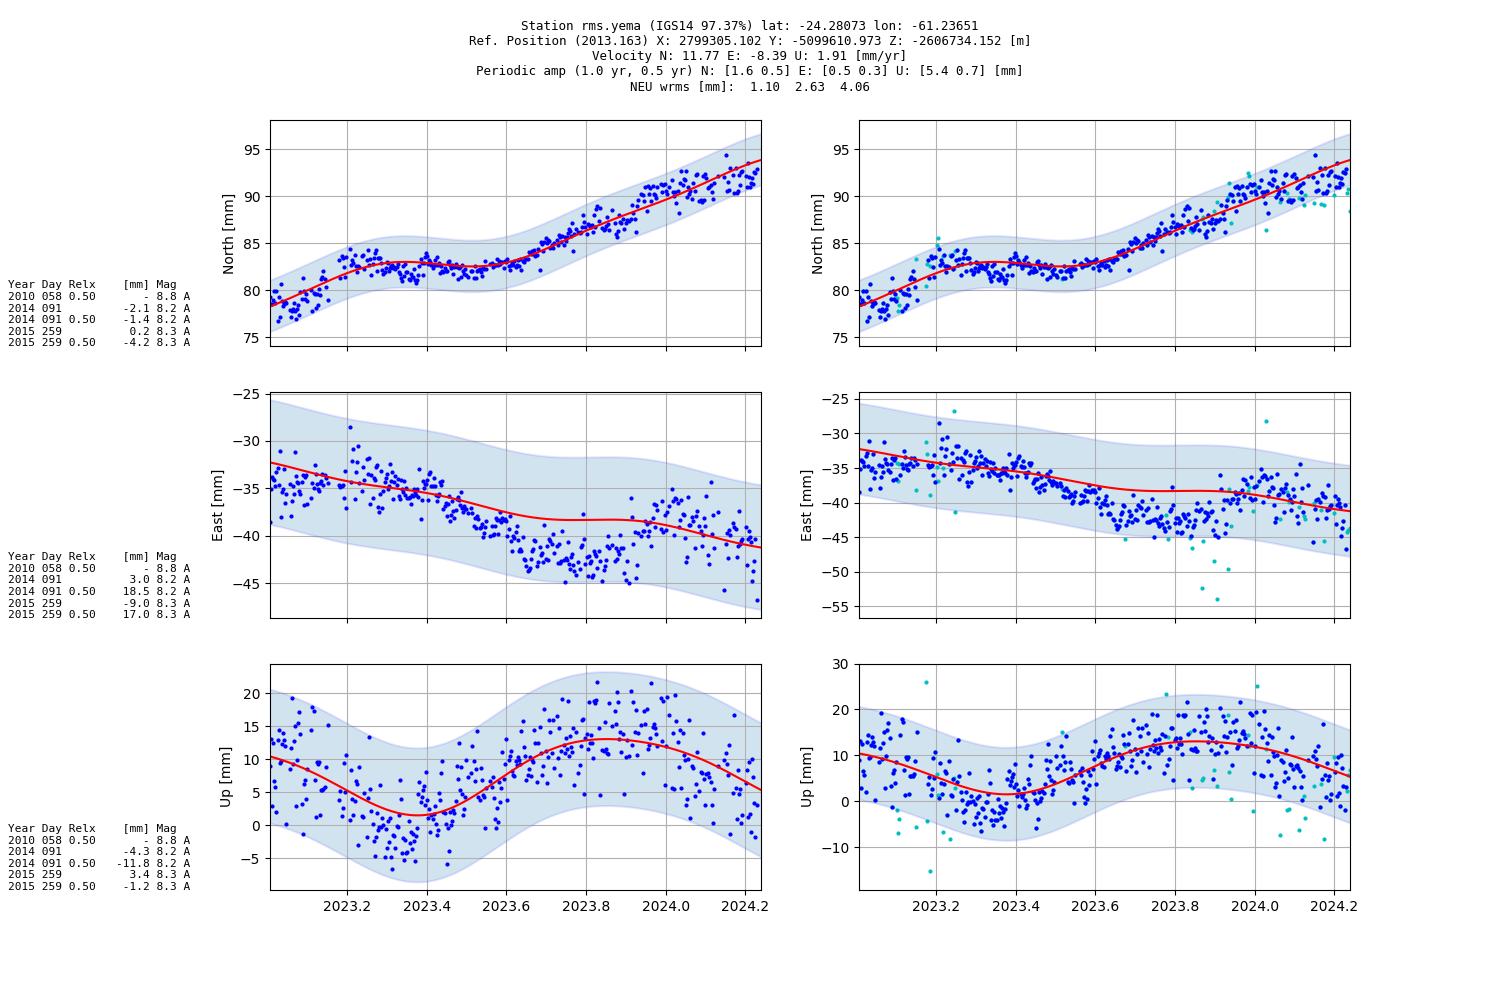 Station rms.yema (IGS14 97.37%) lat: -24.28073 lon: -61.23651
Ref. Position (2013.163) X: 2799305.102 Y: -5099610.973 Z: -2606734.152 [m]
Velocity N: 11.77 E: -8.39 U: 1.91 [mm/yr]
Periodic amp (1.0 yr, 0.5 yr) N: [1.6 0.5] E: [0.5 0.3] U: [5.4 0.7] [mm]
NEU wrms [mm]: 1.10 2.63 4.06
Year Day Relx [mm] Mag
2010 058 0.50 - 8.8 A
2014 091 -2.1 8.2 A
2014 091 0.50 -1.4 8.2 A
2015 259 0.2 8.3 A
2015 259 0.50 -4.2 8.3 A
North [mm]
95
90
85
80
75
North [mm]
95
90
85
80
75
Year Day Relx [mm] Mag
2010 058 0.50 - 8.8 A
2014 091 3.0 8.2 A
2014 091 0.50 18.5 8.2 A
2015 259 -9.0 8.3 A
2015 259 0.50 17.0 8.3 A
East [mm]
−25
−30
−35
−40
−45
East [mm]
−25
−30
−35
−40
−45
−50
−55
Year Day Relx [mm] Mag
2010 058 0.50 - 8.8 A
2014 091 -4.3 8.2 A
2014 091 0.50 -11.8 8.2 A
2015 259 3.4 8.3 A
2015 259 0.50 -1.2 8.3 A
Up [mm]
20
15
10
5
0
−5
2023.2 2023.4 2023.6 2023.8 2024.0 2024.2
Up [mm]
30
20
10
0
−10
2023.2 2023.4 2023.6 2023.8 2024.0 2024.2